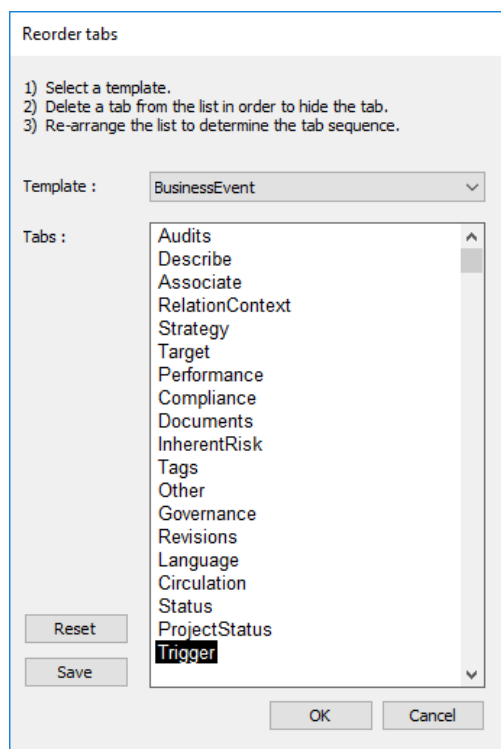 Reorder tabs
1) Select a template.
2) Delete a tab from the list in order to hide the tab.
3) Re-arrange the list to determine the tab sequence.
Template : BusinessEvent
Tabs :
Audits
Describe
Associate
RelationContext
Strategy
Target
Performance
Compliance
Documents
InherentRisk
Tags
Other
Governance
Revisions
Language
Circulation
Status
ProjectStatus
Trigger
Reset
Save
OK Cancel